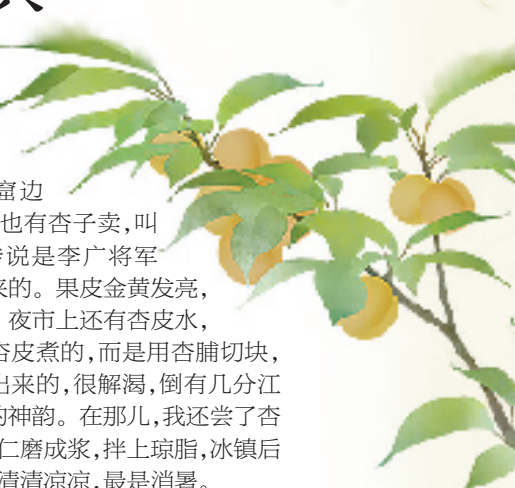 窟边
也有杏子卖,叫
说是李广将军
来的。果皮金黄发亮,
夜市上还有杏皮水,
杏皮煮的,而是用杏脯切块,
出来的,很解渴,倒有几分江
的神韵。在那儿,我还尝了杏
仁磨成浆,拌上琼脂,冰镇后
清清凉凉,最是消暑。